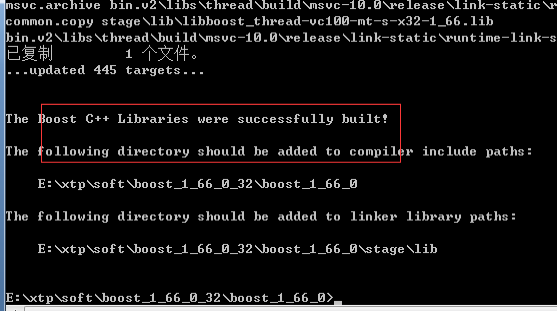 msvc.archive bin.v2\libs\thread\build\msvc-10.0\release\link-static\r
common.copy stage\lib\libboost_thread-vc100-mt-s-x32-1_66.lib
bin.v2\libs\thread\build\msvc-10.0\release\link-static\runtime-link-s
已复制         1 个文件。
...updated 445 targets...
The Boost C++ Libraries were successfully built!
The following directory should be added to compiler include paths:
E:\xtp\soft\boost_1_66_0_32\boost_1_66_0
The following directory should be added to linker library paths:
E:\xtp\soft\boost_1_66_0_32\boost_1_66_0\stage\lib
E:\xtp\soft\boost_1_66_0_32\boost_1_66_0>